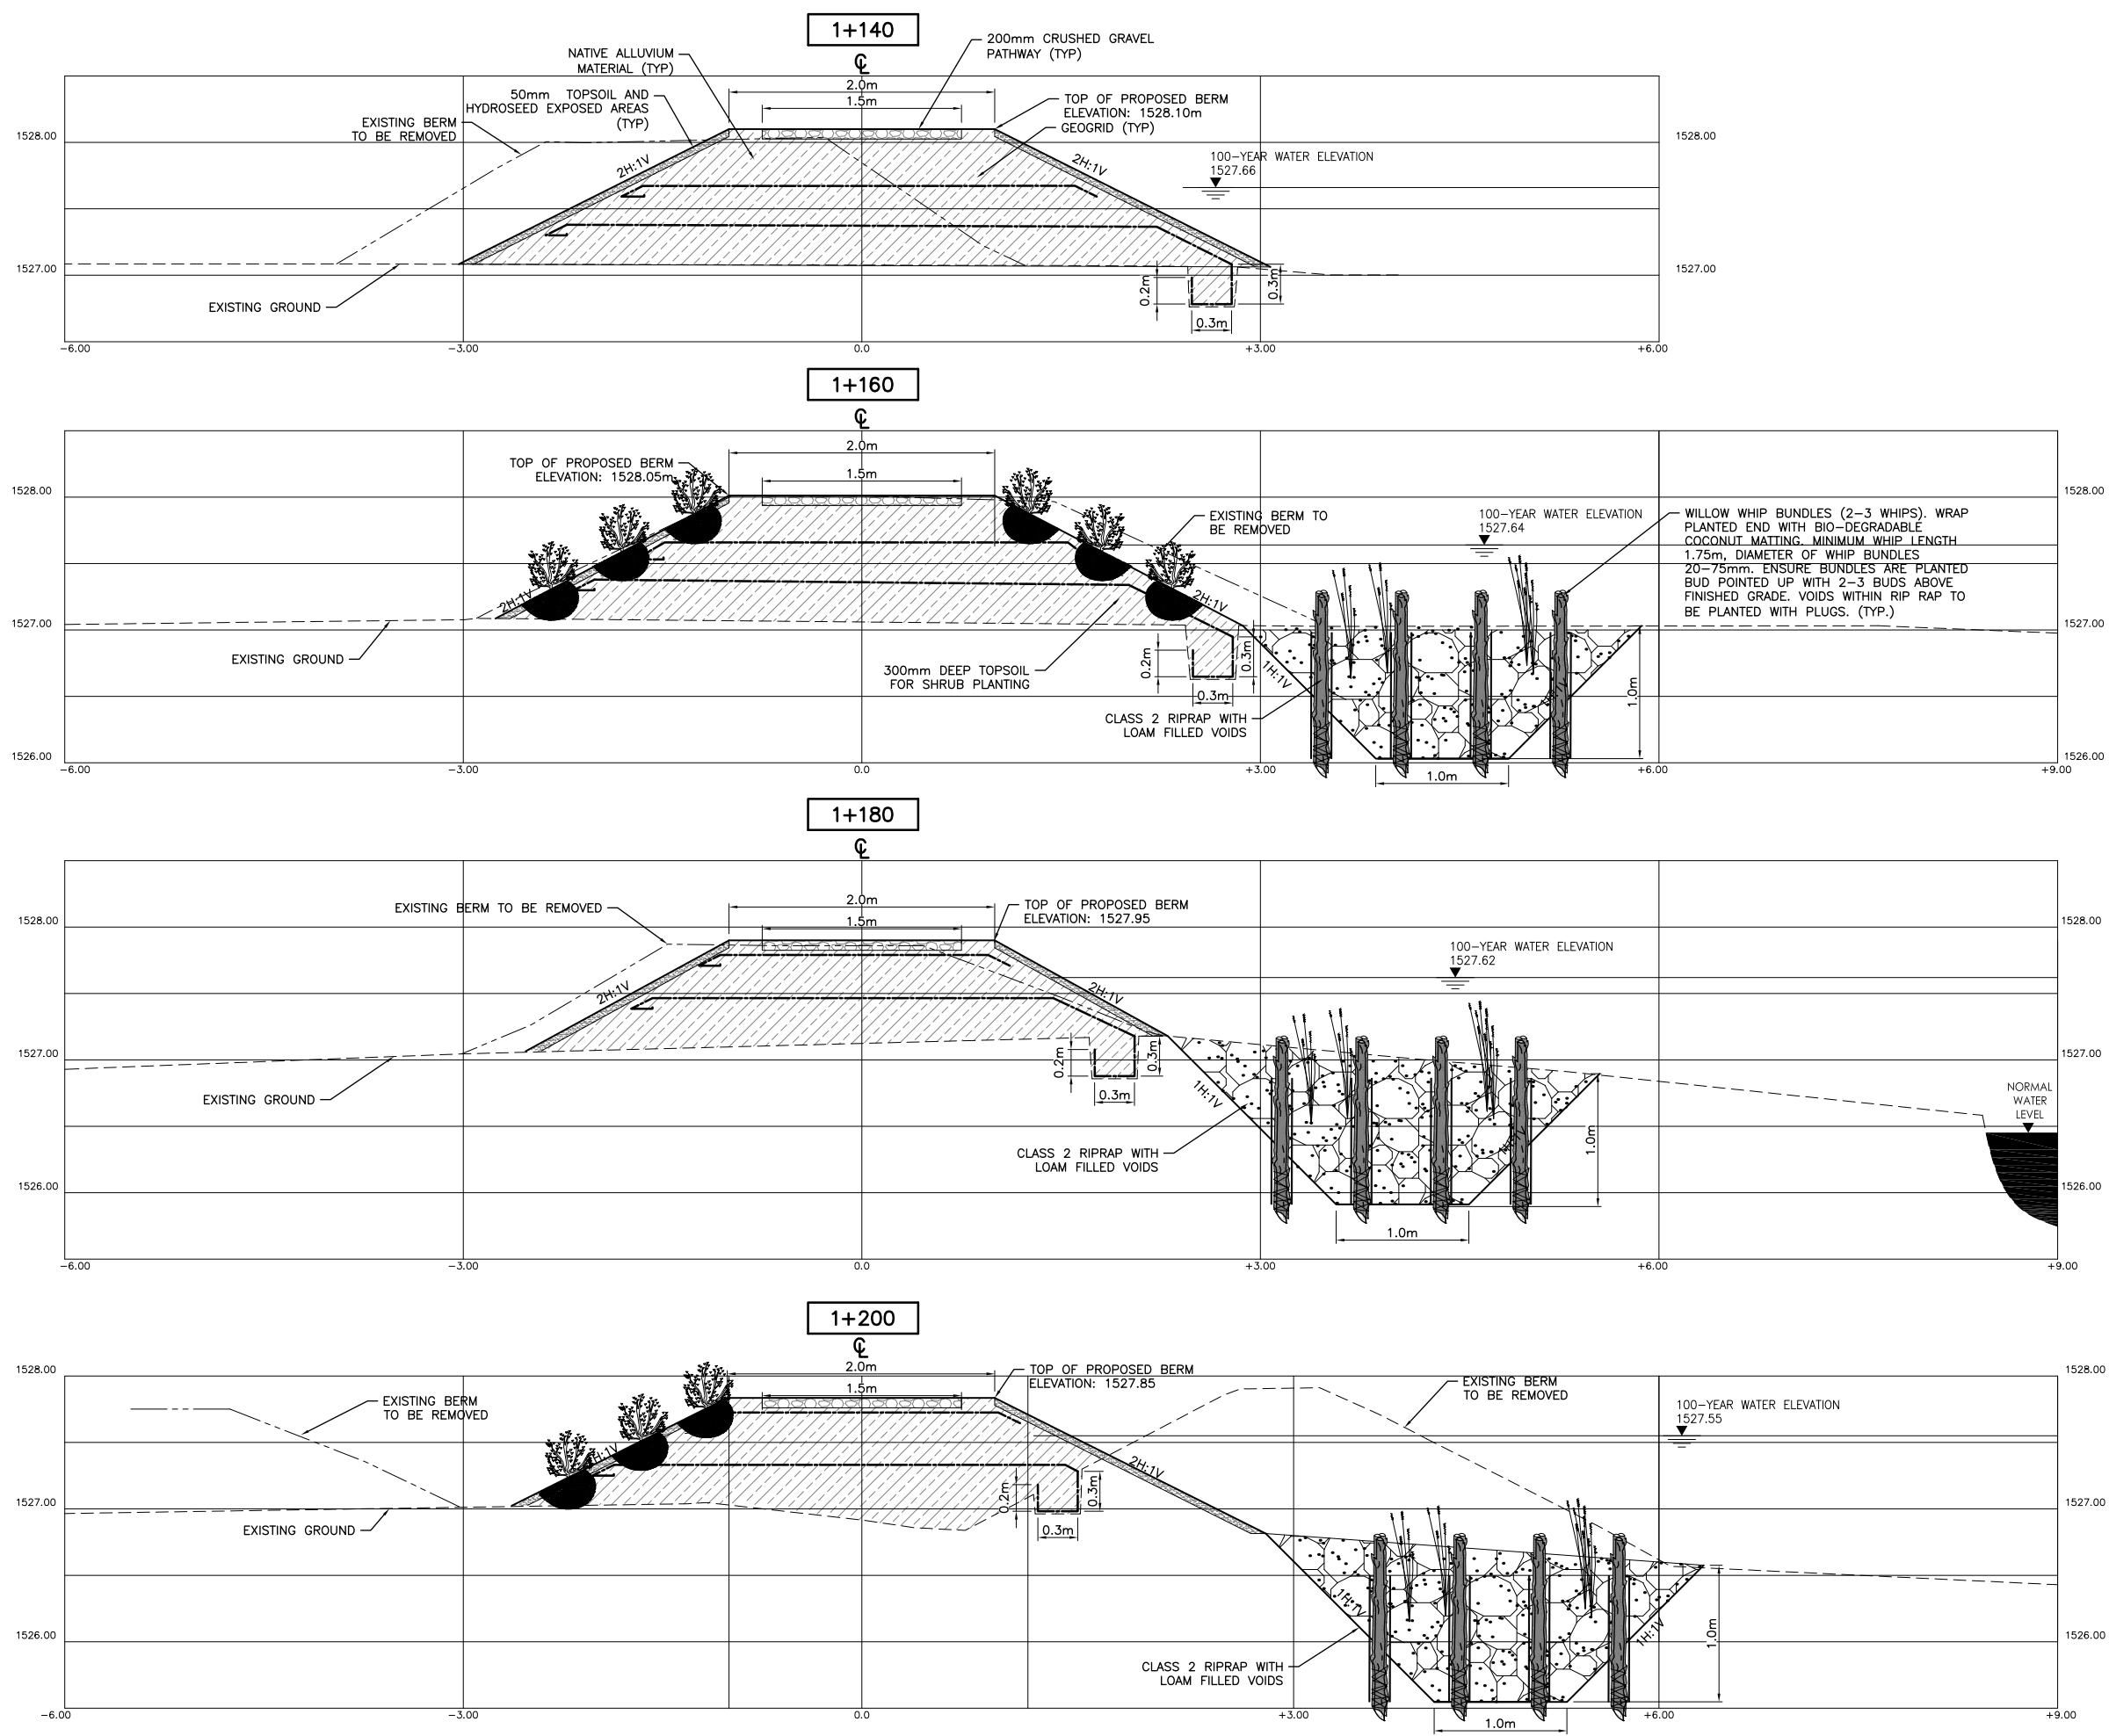 1+140
℄
NATIVE ALLUVIUM
MATERIAL (TYP)
200mm CRUSHED GRAVEL
PATHWAY (TYP)
50mm TOPSOIL AND
HYDROSEED EXPOSED AREAS
(TYP)
EXISTING BERM
TO BE REMOVED
2.0m
1.5m
TOP OF PROPOSED BERM
ELEVATION: 1528.10m
GEOGRID (TYP)
100-YEAR WATER ELEVATION
1527.66
2H:1V
2H:1V
1528.00
1528.00
1527.00
1527.00
EXISTING GROUND
0.2m
0.3m
0.3m
-6.00
-3.00
0.0
+3.00
+6.00
1+160
℄
2.0m
1.5m
TOP OF PROPOSED BERM
ELEVATION: 1528.05m
EXISTING BERM TO
BE REMOVED
100-YEAR WATER ELEVATION
1527.64
WILLOW WHIP BUNDLES (2-3 WHIPS). WRAP
PLANTED END WITH BIO-DEGRADABLE
COCONUT MATTING. MINIMUM WHIP LENGTH
1.75m, DIAMETER OF WHIP BUNDLES
20-75mm. ENSURE BUNDLES ARE PLANTED
BUD POINTED UP WITH 2-3 BUDS ABOVE
FINISHED GRADE. VOIDS WITHIN RIP RAP TO
BE PLANTED WITH PLUGS. (TYP.)
1528.00
1528.00
2H:1V
2H:1V
1527.00
1527.00
EXISTING GROUND
300mm DEEP TOPSOIL
FOR SHRUB PLANTING
0.2m
0.3m
0.3m
1H:1V
1.0m
CLASS 2 RIPRAP WITH
LOAM FILLED VOIDS
1526.00
1526.00
1.0m
-6.00
-3.00
0.0
+3.00
+6.00
+9.00
1+180
℄
EXISTING BERM TO BE REMOVED
2.0m
1.5m
TOP OF PROPOSED BERM
ELEVATION: 1527.95
100-YEAR WATER ELEVATION
1527.62
1528.00
1528.00
2H:1V
2H:1V
1527.00
1527.00
EXISTING GROUND
0.2m
0.3m
0.3m
1H:1V
1.0m
NORMAL
WATER
LEVEL
CLASS 2 RIPRAP WITH
LOAM FILLED VOIDS
1526.00
1526.00
1.0m
-6.00
-3.00
0.0
+3.00
+6.00
+9.00
1+200
℄
2.0m
1.5m
TOP OF PROPOSED BERM
ELEVATION: 1527.85
EXISTING BERM
TO BE REMOVED
EXISTING BERM
TO BE REMOVED
100-YEAR WATER ELEVATION
1527.55
1528.00
1528.00
2H:1V
1527.00
1527.00
EXISTING GROUND
0.2m
0.3m
0.3m
1H:1V
1H:1V
1.0m
CLASS 2 RIPRAP WITH
LOAM FILLED VOIDS
1526.00
1526.00
1.0m
-6.00
-3.00
0.0
+3.00
+6.00
+9.00